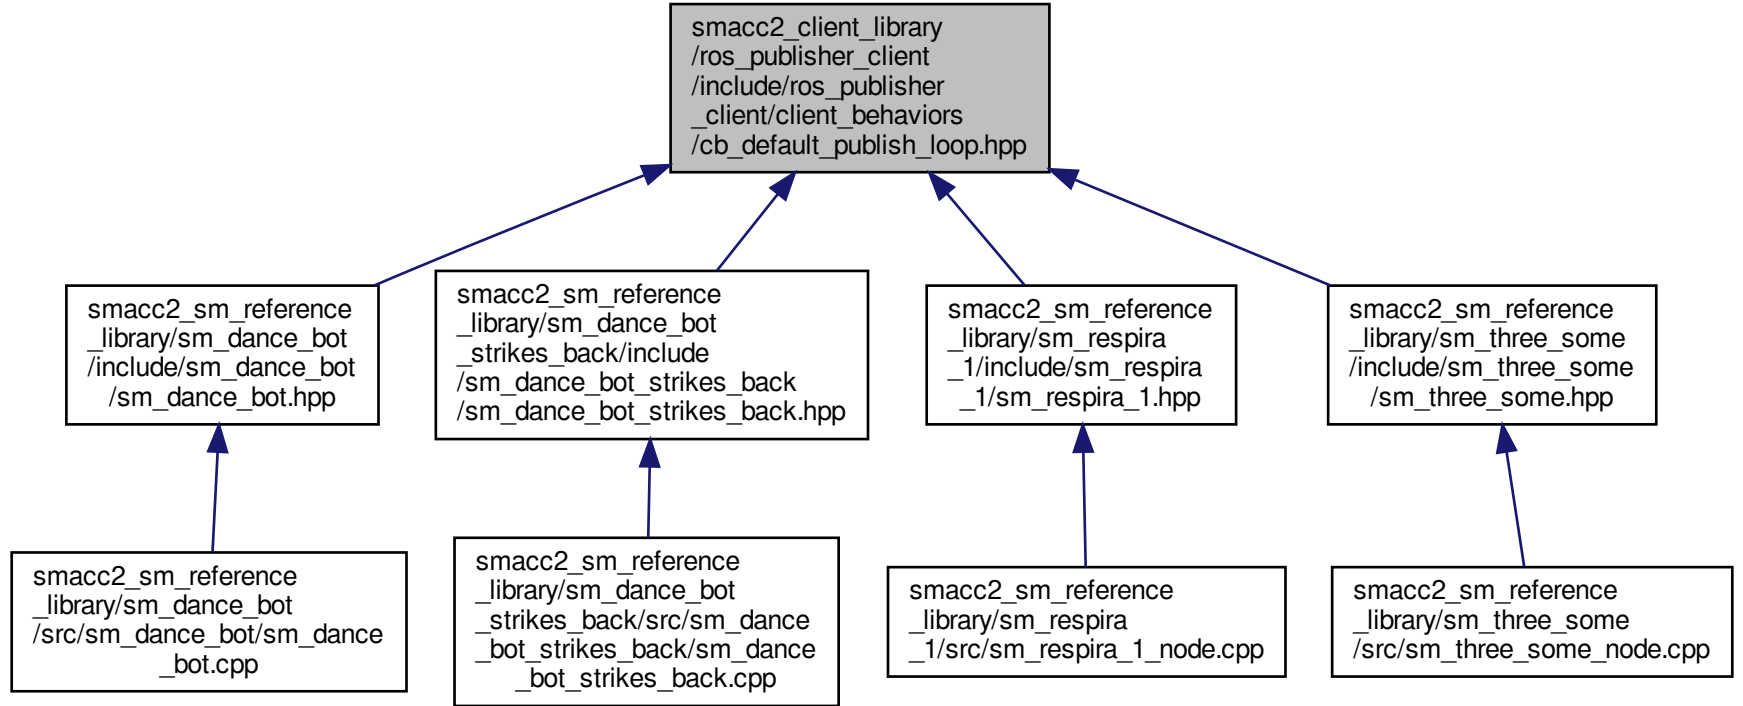 smacc2_client_library
/ros_publisher_client
/include/ros_publisher
_client/client_behaviors
/cb_default_publish_loop.hpp
smacc2_sm_reference
_library/sm_dance_bot
/include/sm_dance_bot
/sm_dance_bot.hpp
smacc2_sm_reference
_library/sm_dance_bot
_strikes_back/include
/sm_dance_bot_strikes_back
/sm_dance_bot_strikes_back.hpp
smacc2_sm_reference
_library/sm_respira
_1/include/sm_respira
_1/sm_respira_1.hpp
smacc2_sm_reference
_library/sm_three_some
/include/sm_three_some
/sm_three_some.hpp
smacc2_sm_reference
_library/sm_dance_bot
/src/sm_dance_bot/sm_dance
_bot.cpp
smacc2_sm_reference
_library/sm_dance_bot
_strikes_back/src/sm_dance
_bot_strikes_back/sm_dance
_bot_strikes_back.cpp
smacc2_sm_reference
_library/sm_respira
_1/src/sm_respira_1_node.cpp
smacc2_sm_reference
_library/sm_three_some
/src/sm_three_some_node.cpp